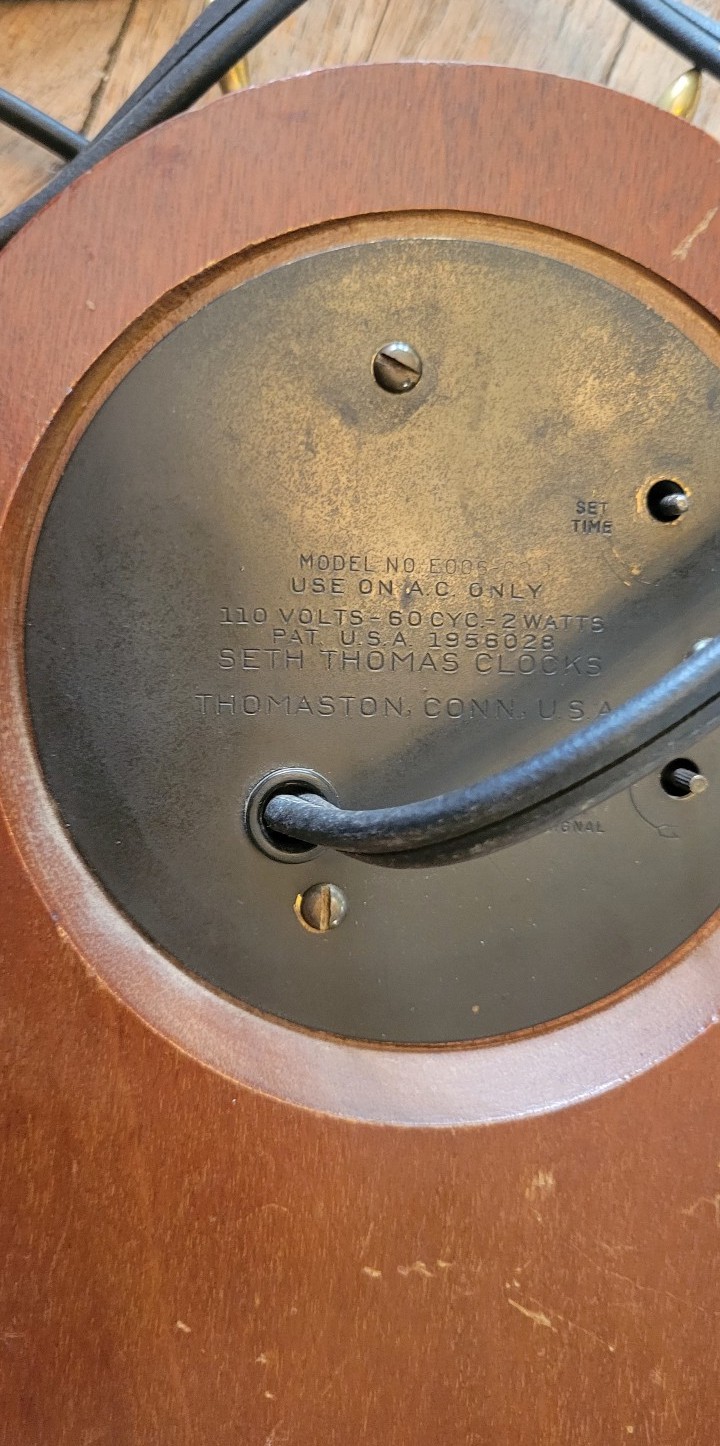 SET
TIME
MODEL NO.
USE ON A.C. ONLY
110 VOLTS-60 CYC.-2 WATTS
PAT. U.S.A. 1956028
SETH THOMAS CLOCKS
THOMASTON, CONN., U.S.A.